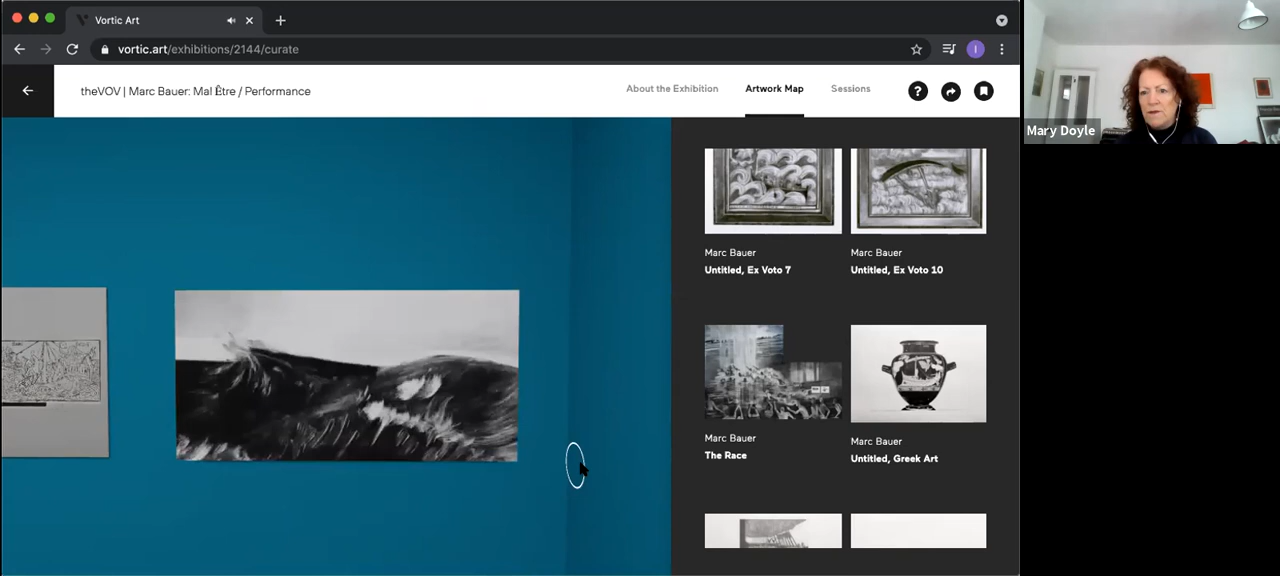 Vortic Art
vortic.art/exhibitions/2144/curate
I
theVOV | Marc Bauer: Mal Être / Performance
About the Exhibition
Artwork Map
Sessions
?
Mary Doyle
Marc Bauer
Untitled, Ex Voto 7
Marc Bauer
Untitled, Ex Voto 10
Marc Bauer
The Race
Marc Bauer
Untitled, Greek Art